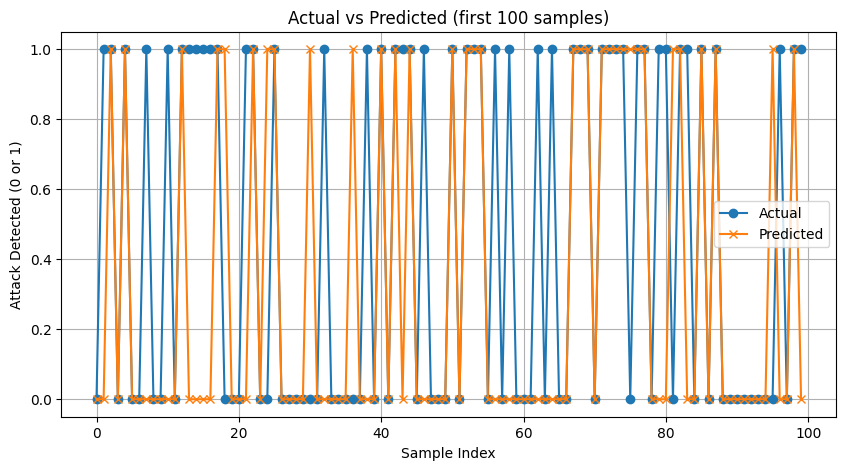 Actual vs Predicted (first 100 samples)
Attack Detected (0 or 1)
1.0
0.8
0.6
0.4
0.2
0.0
Actual
Predicted
0
20
40
60
80
100
Sample Index